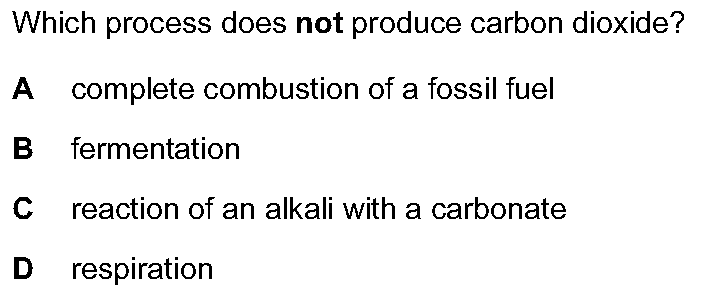 Which process does not produce carbon dioxide?
A complete combustion of a fossil fuel
B fermentation
C reaction of an alkali with a carbonate
D respiration